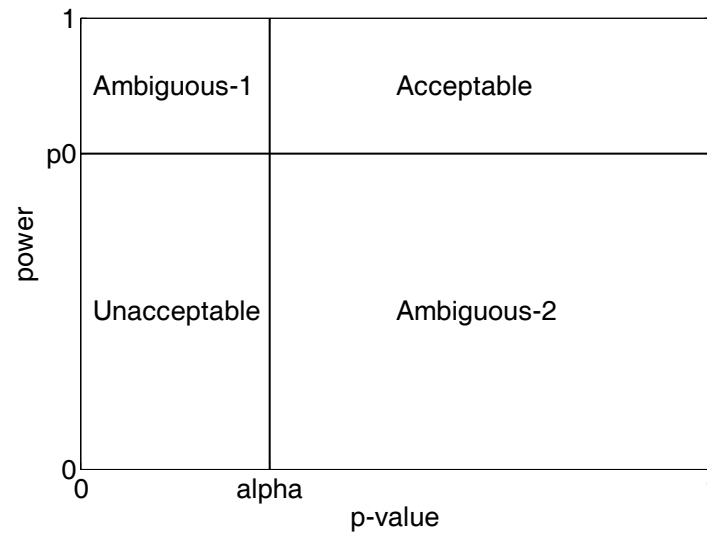 1
Ambiguous-1
Acceptable
p0
power
Unacceptable
Ambiguous-2
0
0
alpha
p-value